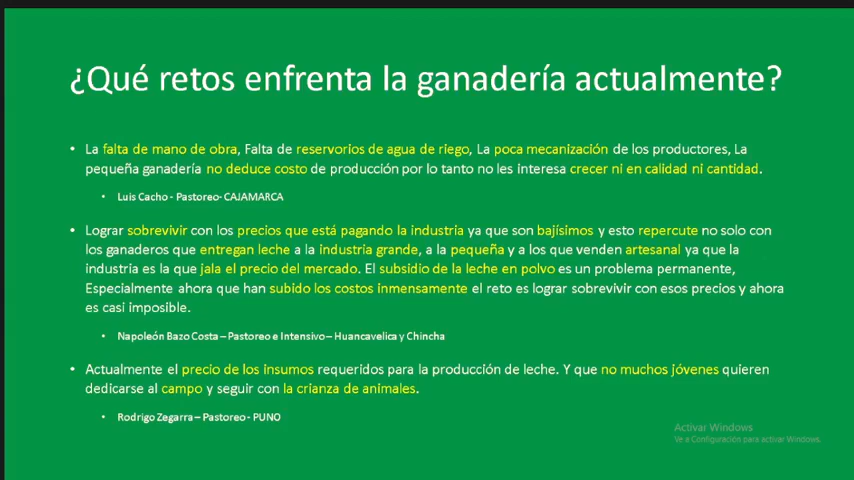 ¿Qué retos enfrenta la ganadería actualmente?
• La falta de mano de obra, Falta de reservorios de agua de riego, La poca mecanización de los productores, La
pequeña ganadería no deduce costo de producción por lo tanto no les interesa crecer ni en calidad ni cantidad.
• Luis Cacho - Pastoreo- CAJAMARCA
• Lograr sobrevivir con los precios que está pagando la industria ya que son bajísimos y esto repercute no solo con
los ganaderos que entregan leche a la industria grande, a la pequeña y a los que venden artesanal ya que la
industria es la que jala el precio del mercado. El subsidio de la leche en polvo es un problema permanente,
Especialmente ahora que han subido los costos inmensamente el reto es lograr sobrevivir con esos precios y ahora
es casi imposible.
• Napoleón Bazo Costa – Pastoreo e Intensivo – Huancavelica y Chincha
• Actualmente el precio de los insumos requeridos para la producción de leche. Y que no muchos jóvenes quieren
dedicarse al campo y seguir con la crianza de animales.
• Rodrigo Zegarra – Pastoreo - PUNO
Activar Windows
Ve a Configuración para activar Windows.